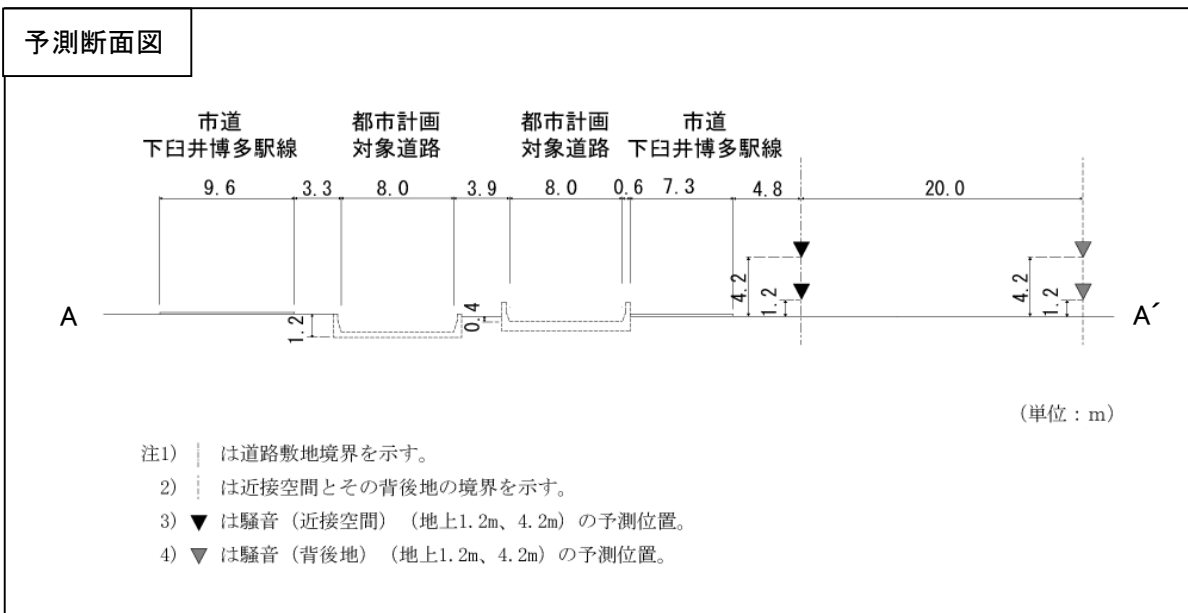 予測断面図
市道
下臼井博多駅線
都市計画
対象道路
都市計画
対象道路
市道
下臼井博多駅線
9.6 3.3 8.0 3.9 8.0 0.6 7.3 4.8 20.0
4.2
1.2
4.2
1.2
A
1.2
0.4
A´
(単位:m)
注1) は道路敷地境界を示す。
2) は近接空間とその背後地の境界を示す。
3) ▼ は騒音(近接空間)(地上1.2m、4.2m)の予測位置。
4) ▼ は騒音(背後地)(地上1.2m、4.2m)の予測位置。